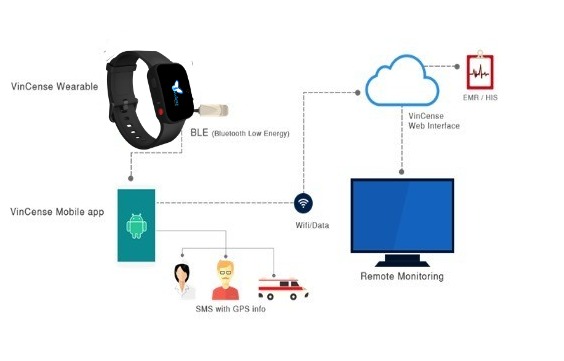 VinCense Wearable
BLE (Bluetooth Low Energy)
EMR / HIS
VinCense
Web Interface
VinCense Mobile app
Wifi/Data
Remote Monitoring
SMS with GPS info